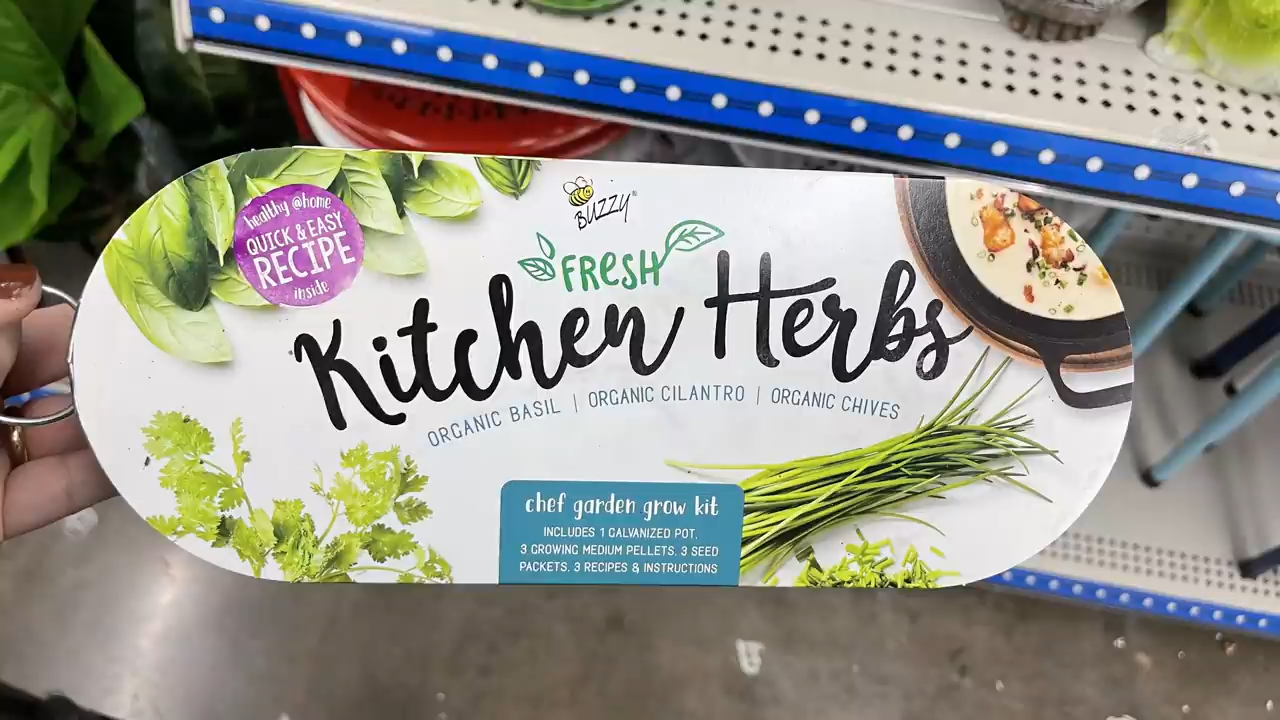 healthy @home
QUICK & EASY
RECIPE
inside
BUZZY®
FRESH
Kitchen Herbs
ORGANIC BASIL | ORGANIC CILANTRO | ORGANIC CHIVES
chef garden grow kit
INCLUDES 1 GALVANIZED POT,
3 GROWING MEDIUM PELLETS, 3 SEED
PACKETS, 3 RECIPES & INSTRUCTIONS